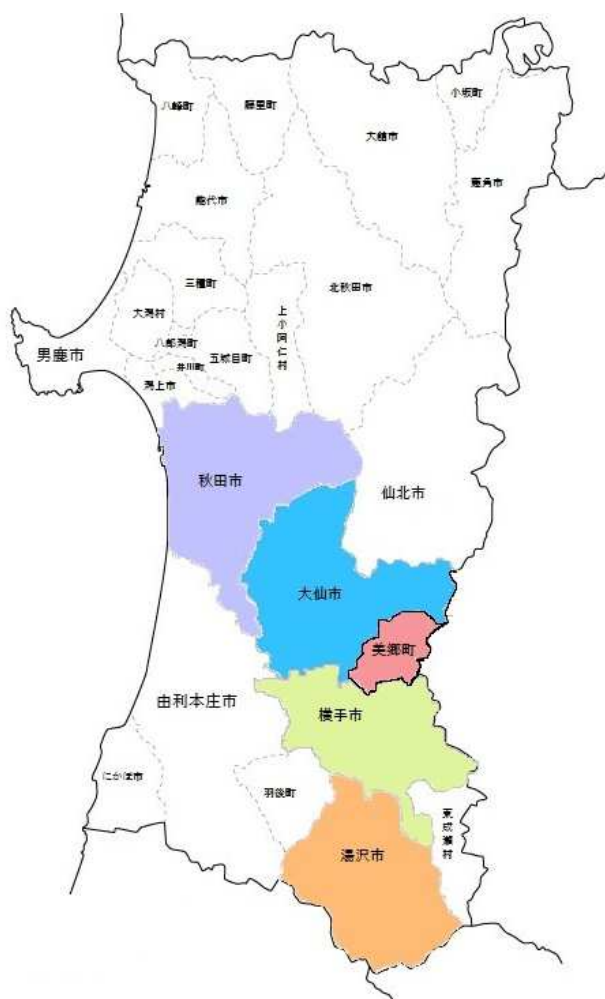 八峰町
藤里町
小坂町
大館市
鹿角市
能代市
三種町
北秋田市
大潟村
上小阿仁村
八郎潟町
五城目町
男鹿市
井川町
潟上市
秋田市
仙北市
大仙市
美郷町
由利本庄市
横手市
にかほ市
羽後町
東成瀬村
湯沢市